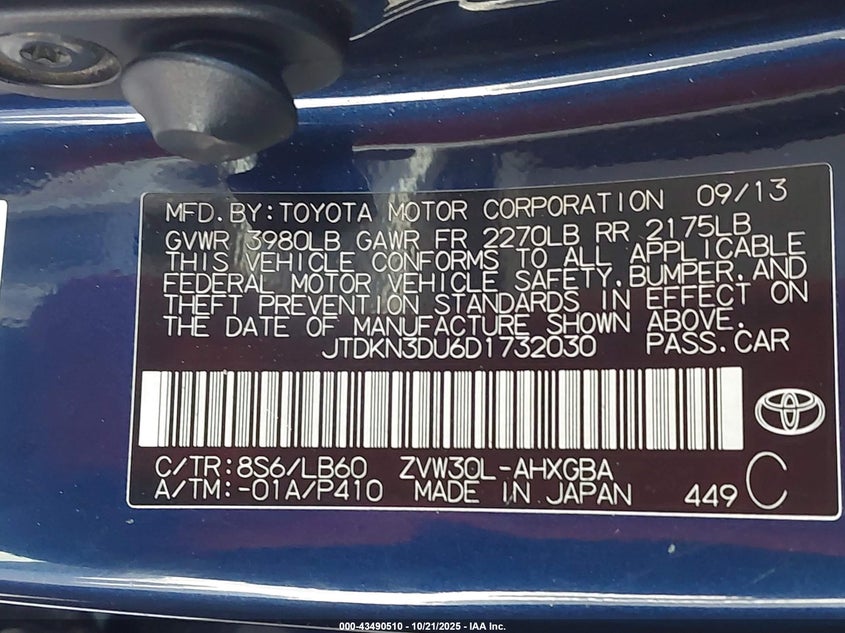 MFD.BY:TOYOTA MOTOR CORPORATION 09/13
GVWR 3980LB GAWR FR 2270LB RR 2175LB
THIS VEHICLE CONFORMS TO ALL APPLICABLE
FEDERAL MOTOR VEHICLE SAFETY,BUMPER,AND
THEFT PREVENTION STANDARDS IN EFFECT ON
THE DATE OF MANUFACTURE SHOWN ABOVE.
JTDKN3DU6D1732030 PASS.CAR
C/TR:8S6/LB60 ZVW30L-AHXGBA
A/TM:-01A/P410 MADE IN JAPAN 449 C
000-43490510 - 10/21/2025 - IAA Inc.